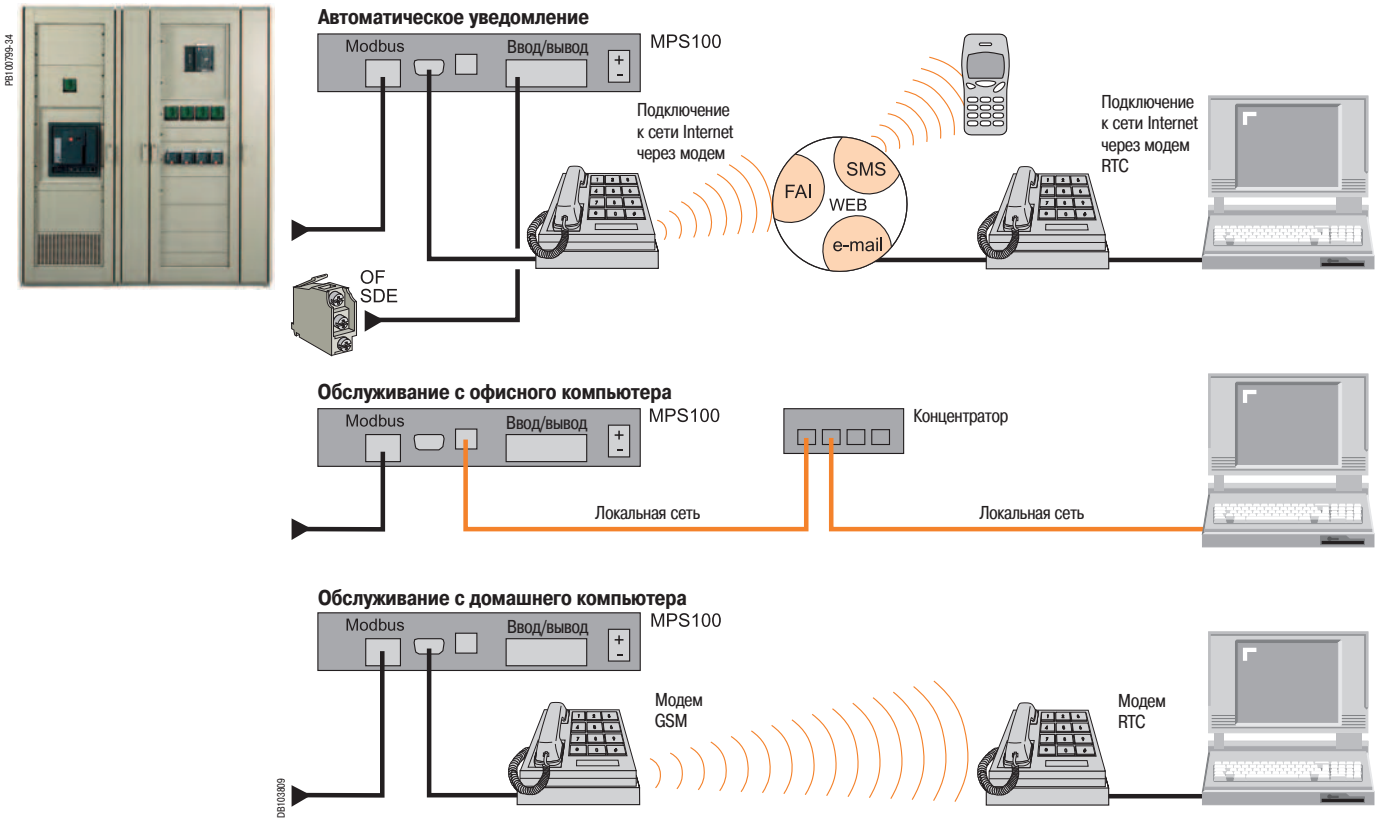 PB100799-34
Автоматическое уведомление
Modbus
Ввод/вывод
+
-
MPS100
Подключение
к сети Internet
через модем
FAI
SMS
WEB
e-mail
Подключение
к сети Internet
через модем
RTC
OF
SDE
Обслуживание с офисного компьютера
Modbus
Ввод/вывод
+
-
MPS100
Концентратор
Локальная сеть
Локальная сеть
Обслуживание с домашнего компьютера
Modbus
Ввод/вывод
+
-
MPS100
Модем
GSM
Модем
RTC
DB103809